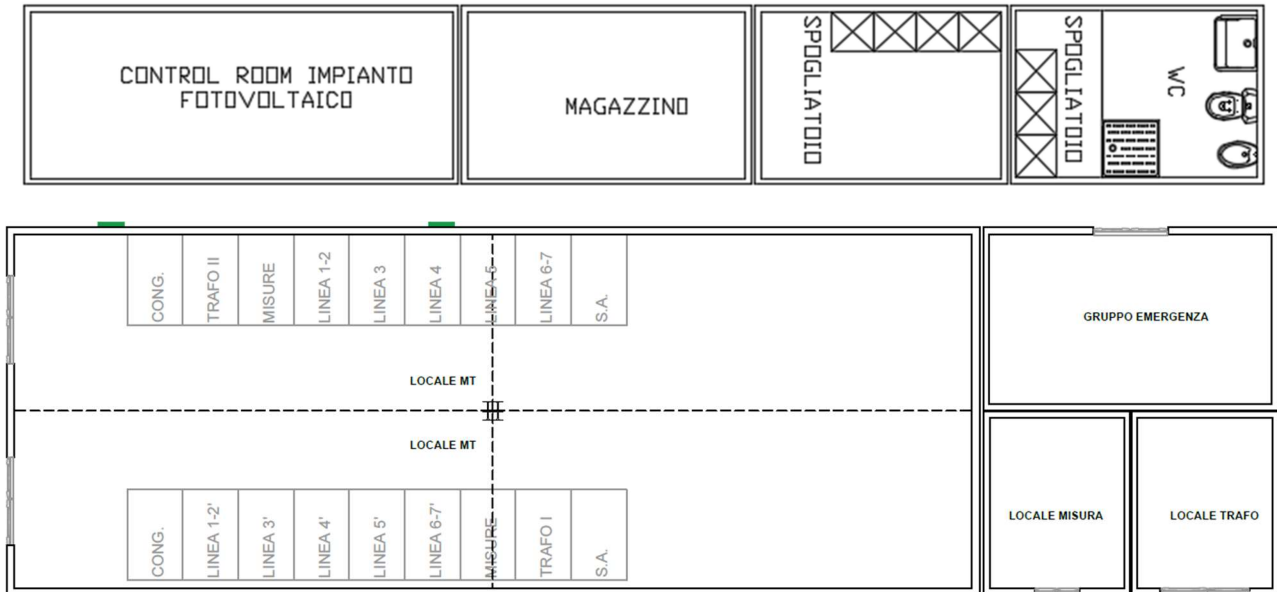 CONTROL ROOM IMPIANTO
FOTOVOLTAICO
MAGAZZINO
SPOGLIATOIO
SPOGLIATOIO
WC
CONG.
TRAFO II
MISURE
LINEA 1-2
LINEA 3
LINEA 4
LINEA 5
LINEA 6-7
S.A.
LOCALE MT
LOCALE MT
CONG.
LINEA 1-2'
LINEA 3'
LINEA 4'
LINEA 5'
LINEA 6-7'
MISURE
TRAFO I
S.A.
GRUPPO EMERGENZA
LOCALE MISURA
LOCALE TRAFO